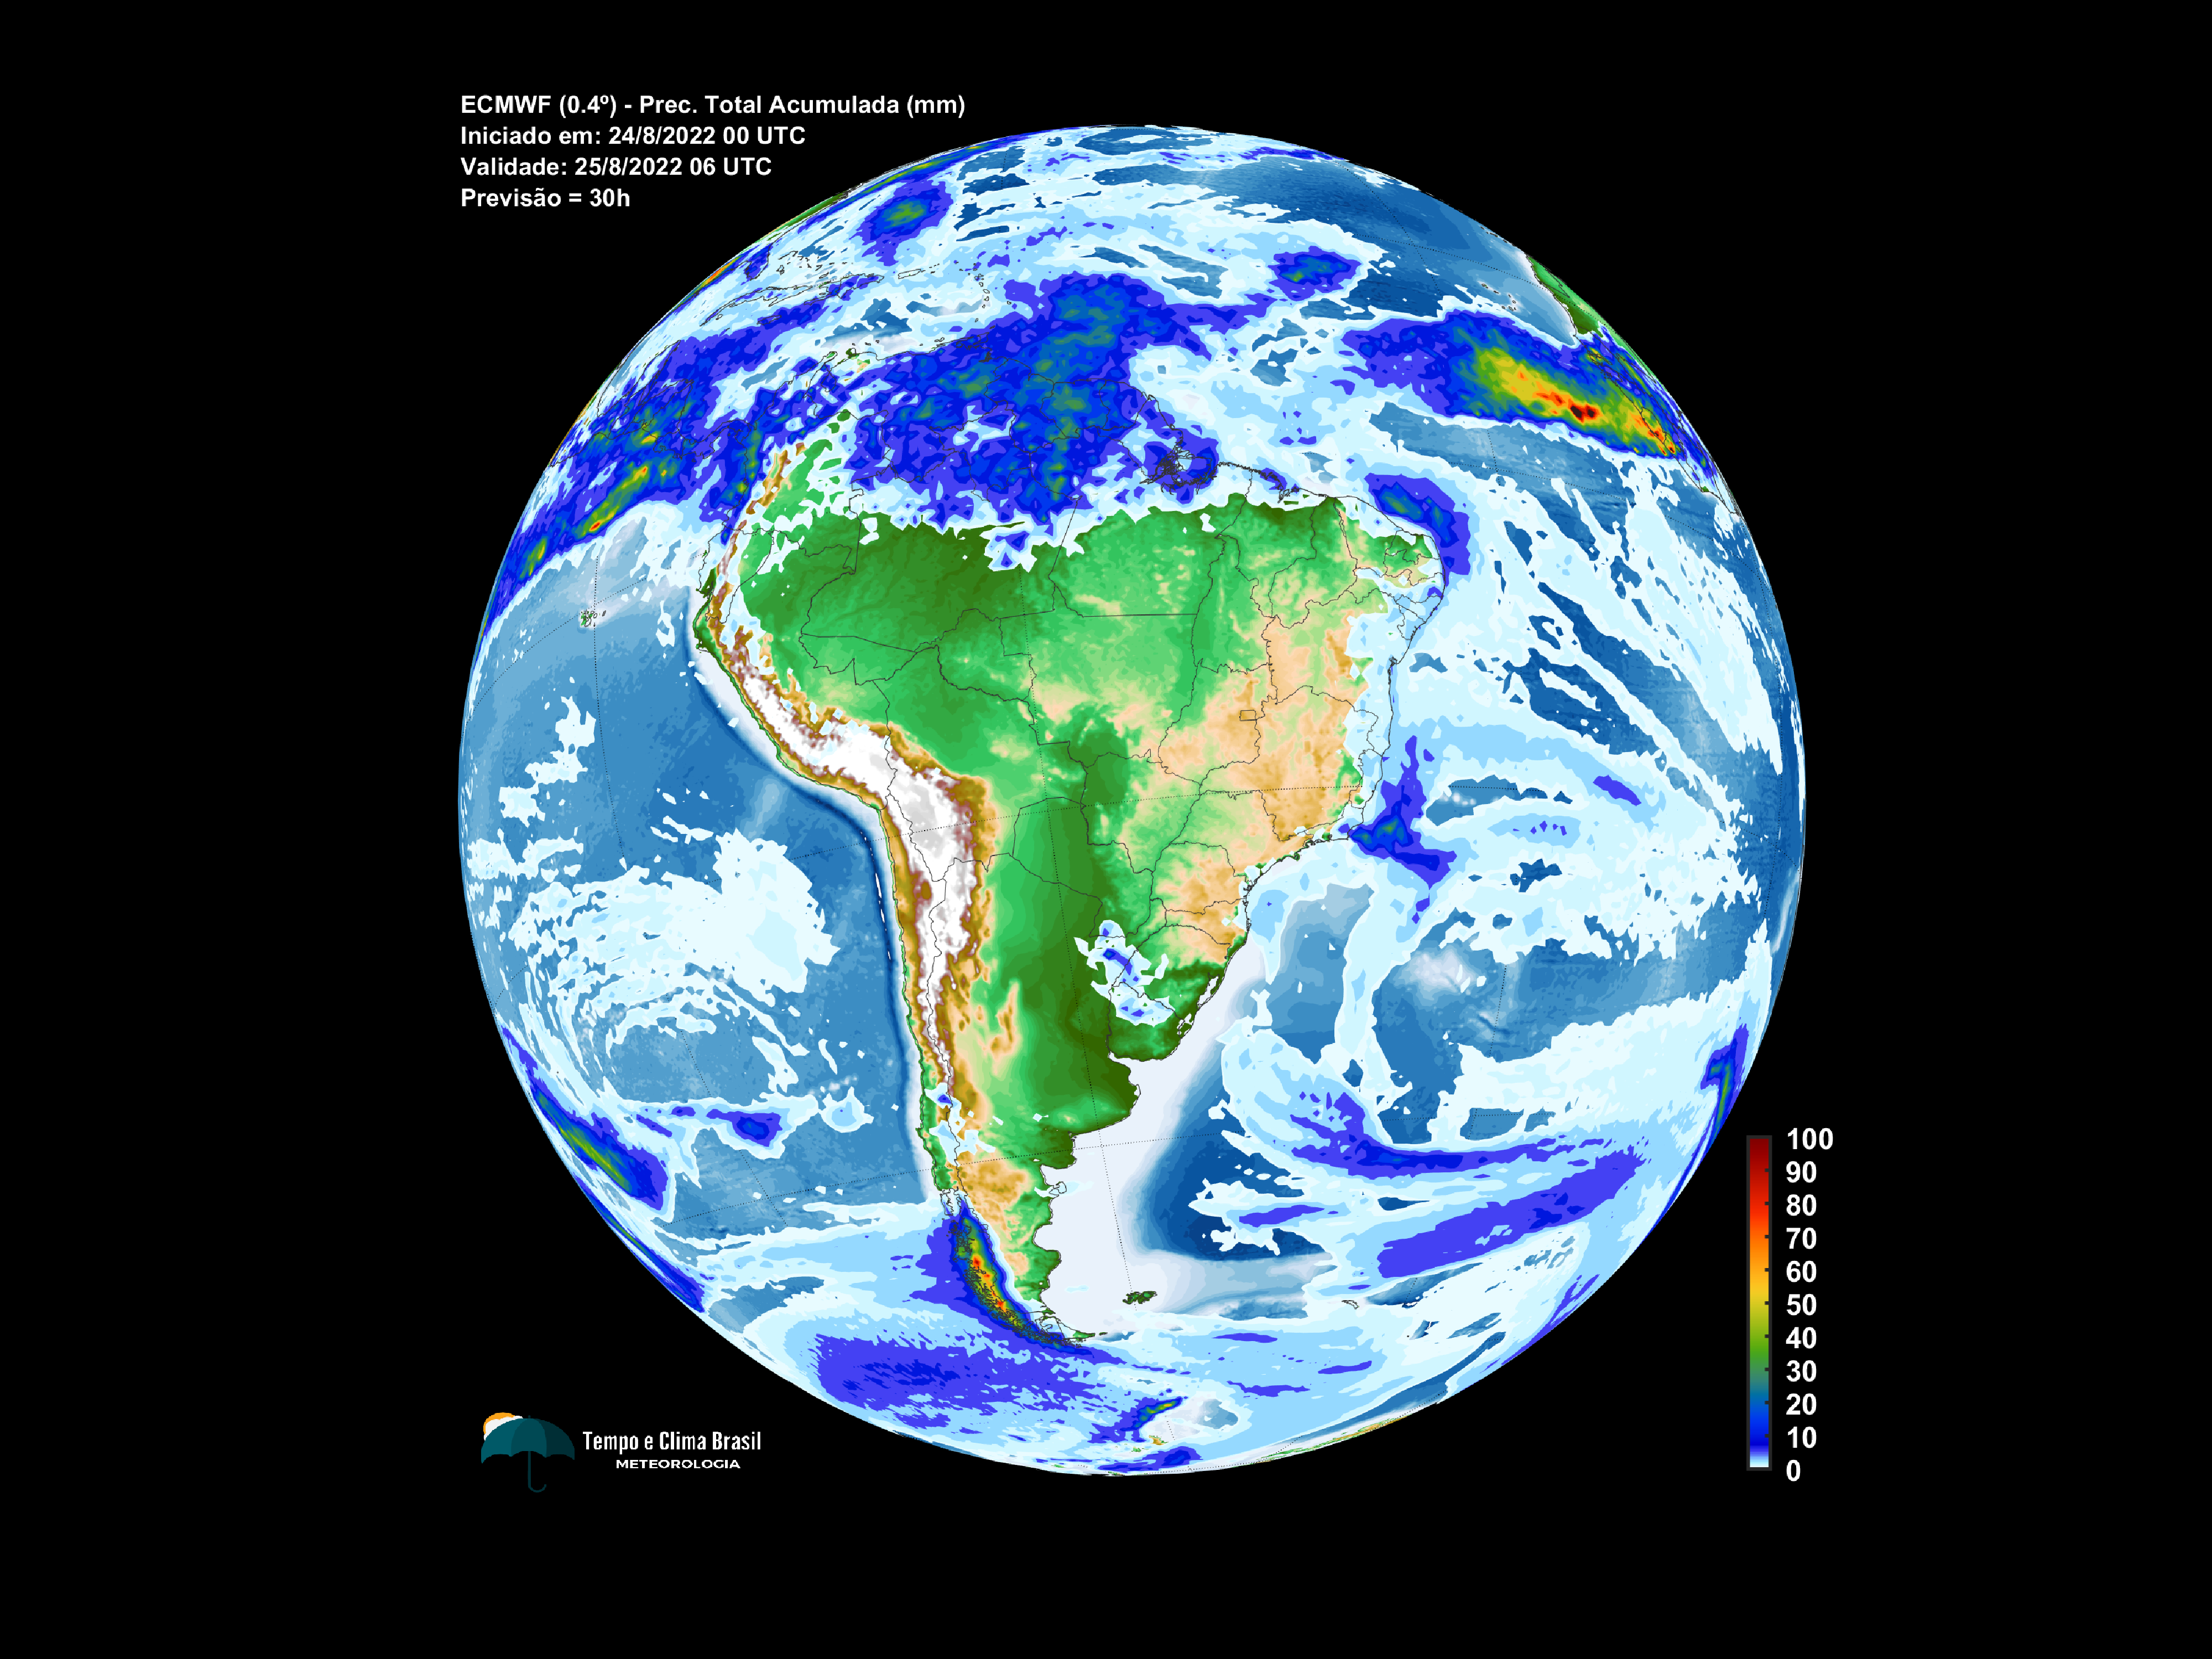 ECMWF (0.4º) - Prec. Total Acumulada (mm)
Iniciado em: 24/8/2022 00 UTC
Validade: 25/8/2022 06 UTC
Previsão = 30h
100
90
80
70
60
50
40
30
20
10
0
Tempo e Clima Brasil
METEOROLOGIA